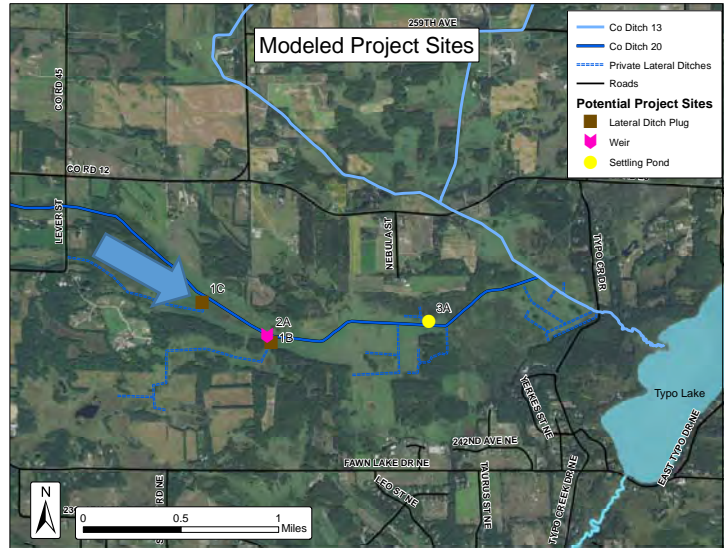 259TH AVE
Modeled Project Sites
Co Ditch 13
Co Ditch 20
Private Lateral Ditches
Roads
Potential Project Sites
Lateral Ditch Plug
Weir
Settling Pond
CO RD 45
CO RD 12
LEVER ST
NEBULA ST
TYPO CR DR
1C
2A
1B
3A
Typo Lake
YERKES ST NE
242ND AVE NE
FAWN LAKE DR NE
EAST TYPO DR NE
LEO ST NE
TAURUS ST NE
TYPO CREEK DR NE
RD NE
N
0 0.5 1
Miles